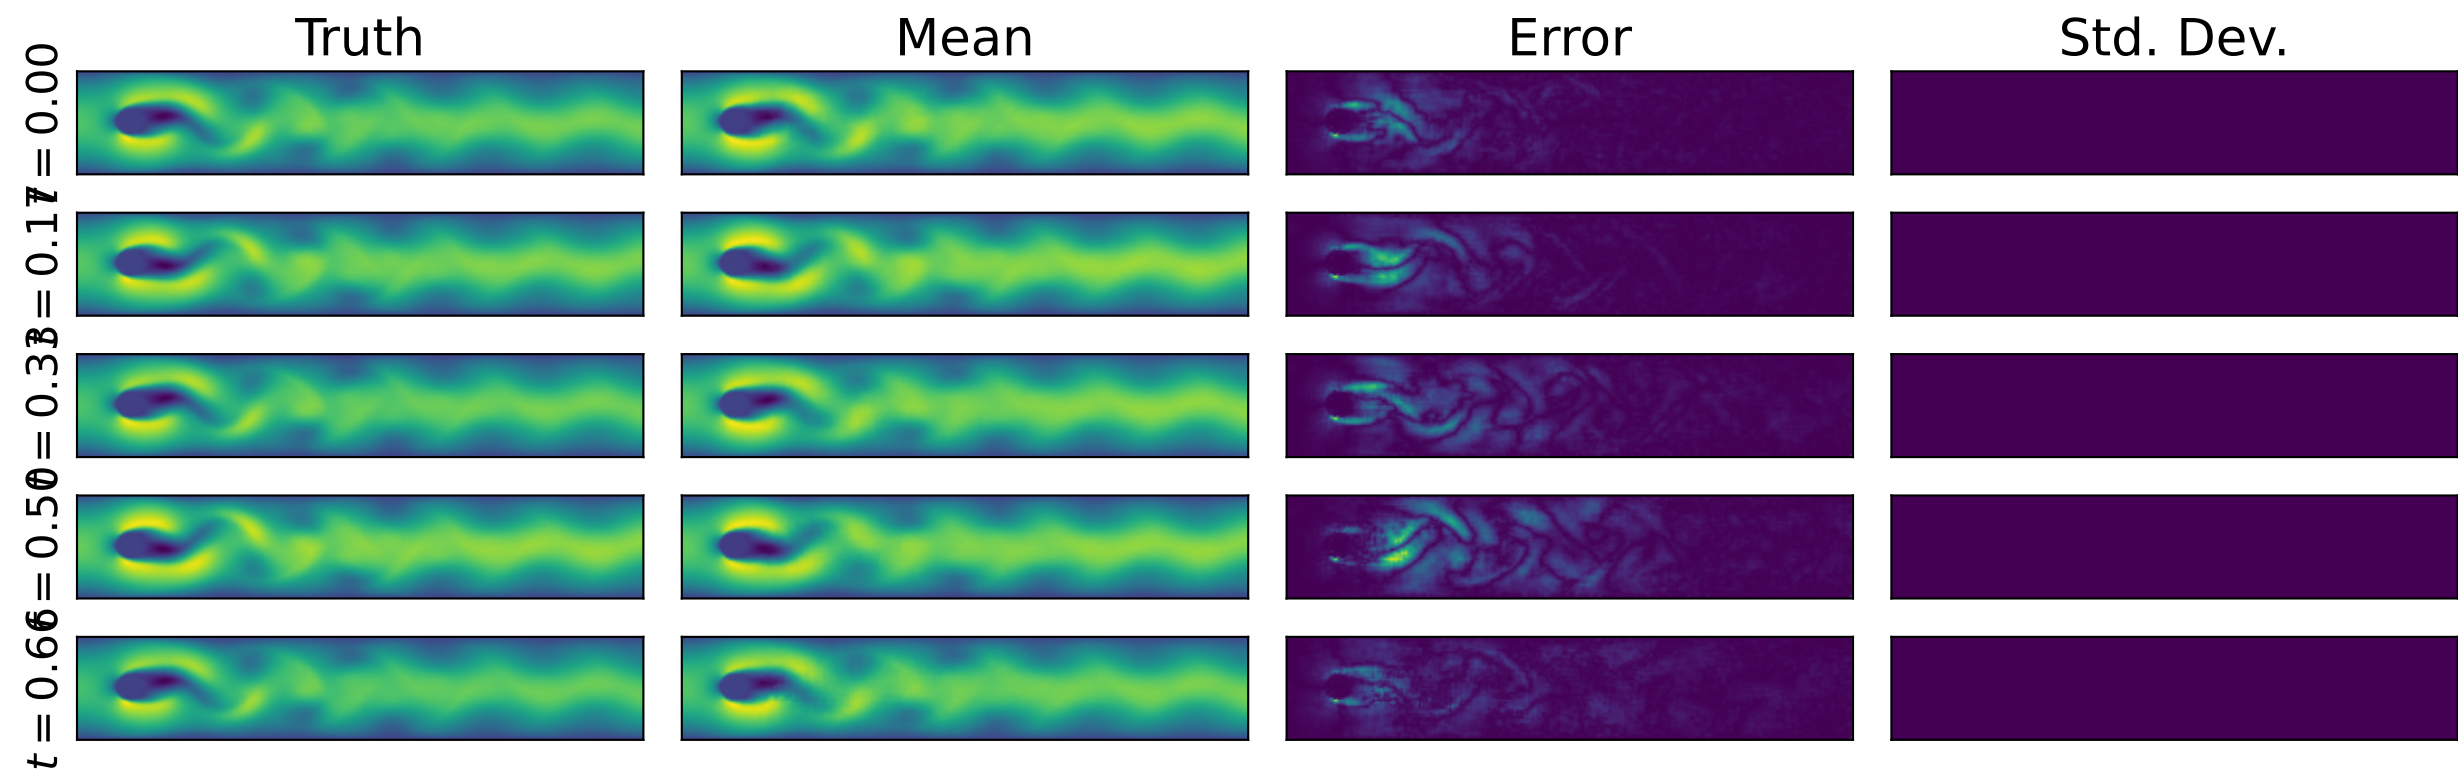 Truth Mean Error Std. Dev.
t = 0.00
t = 0.17
t = 0.33
t = 0.50
t = 0.66